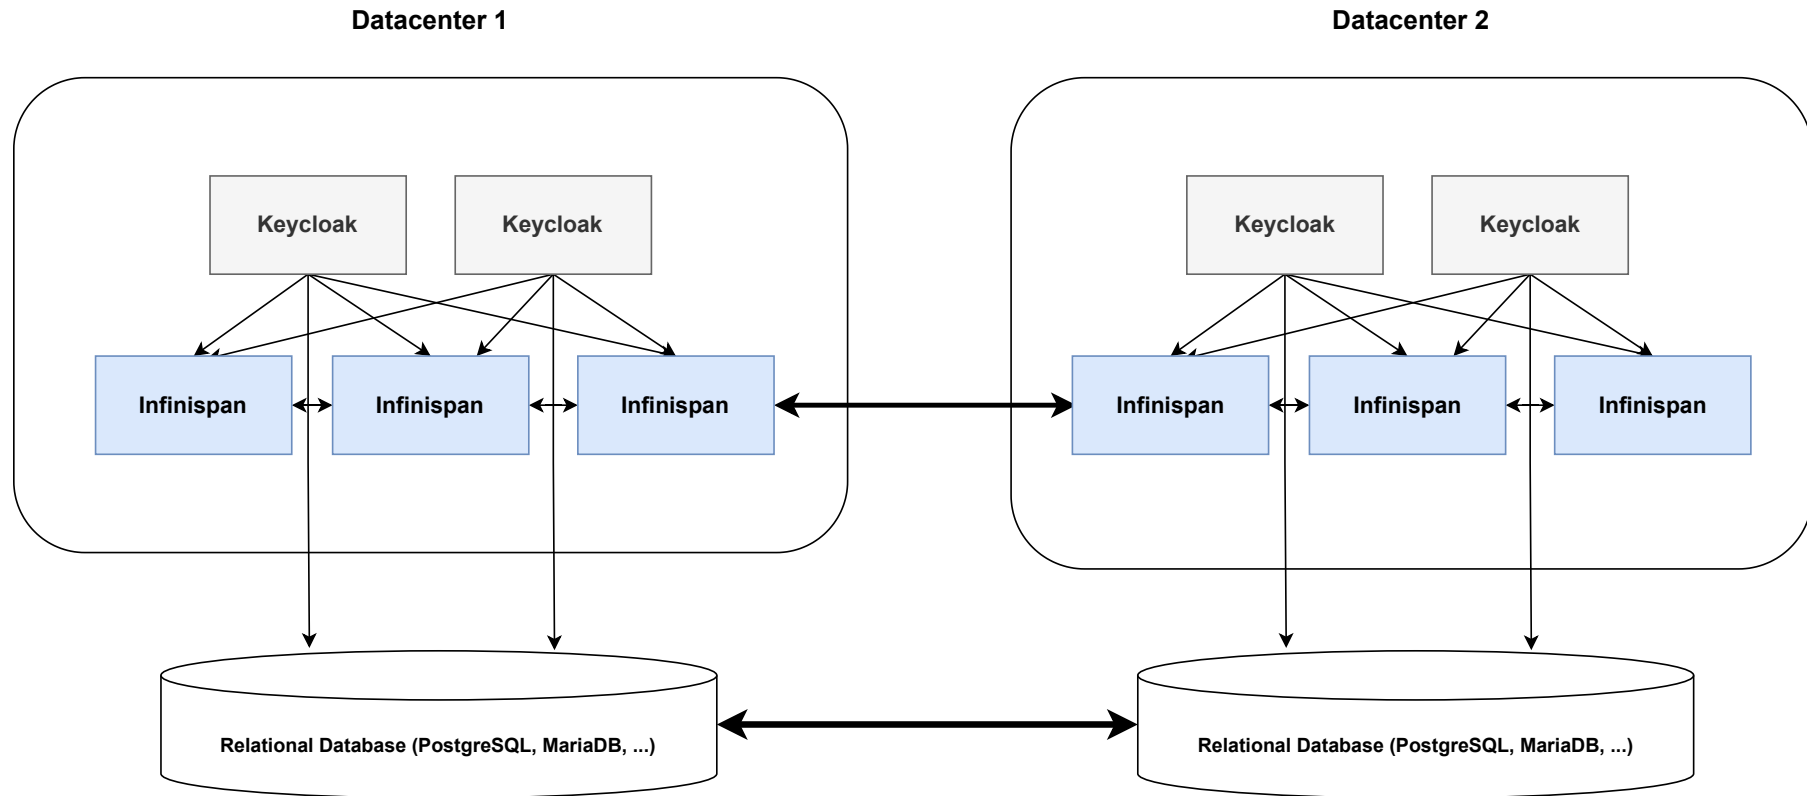 Datacenter 1
Datacenter 2
Keycloak
Keycloak
Keycloak
Keycloak
Infinispan
Infinispan
Infinispan
Infinispan
Infinispan
Infinispan
Relational Database (PostgreSQL, MariaDB, ...)
Relational Database (PostgreSQL, MariaDB, ...)